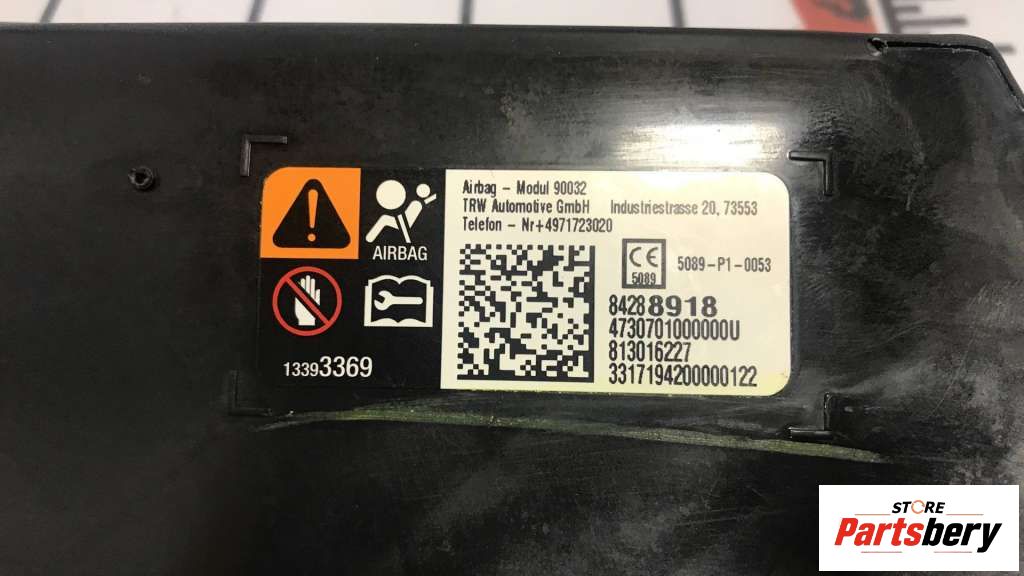 AIRBAG
13393369
Airbag - Modul 90032
TRW Automotive GmbH Industriestrasse 20, 73553
Telefon - Nr+4971723020
CE
5089
5089-P1-0053
84288918
4730701000000U
813016227
3317194200000122
STORE
Partsbery